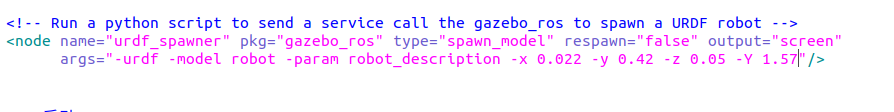 <!-- Run a python script to send a service call the gazebo_ros to spawn a URDF robot -->
<node name="urdf_spawner" pkg="gazebo_ros" type="spawn_model" respawn="false" output="screen"
args="-urdf -model robot -param robot_description -x 0.022 -y 0.42 -z 0.05 -Y 1.57"/>